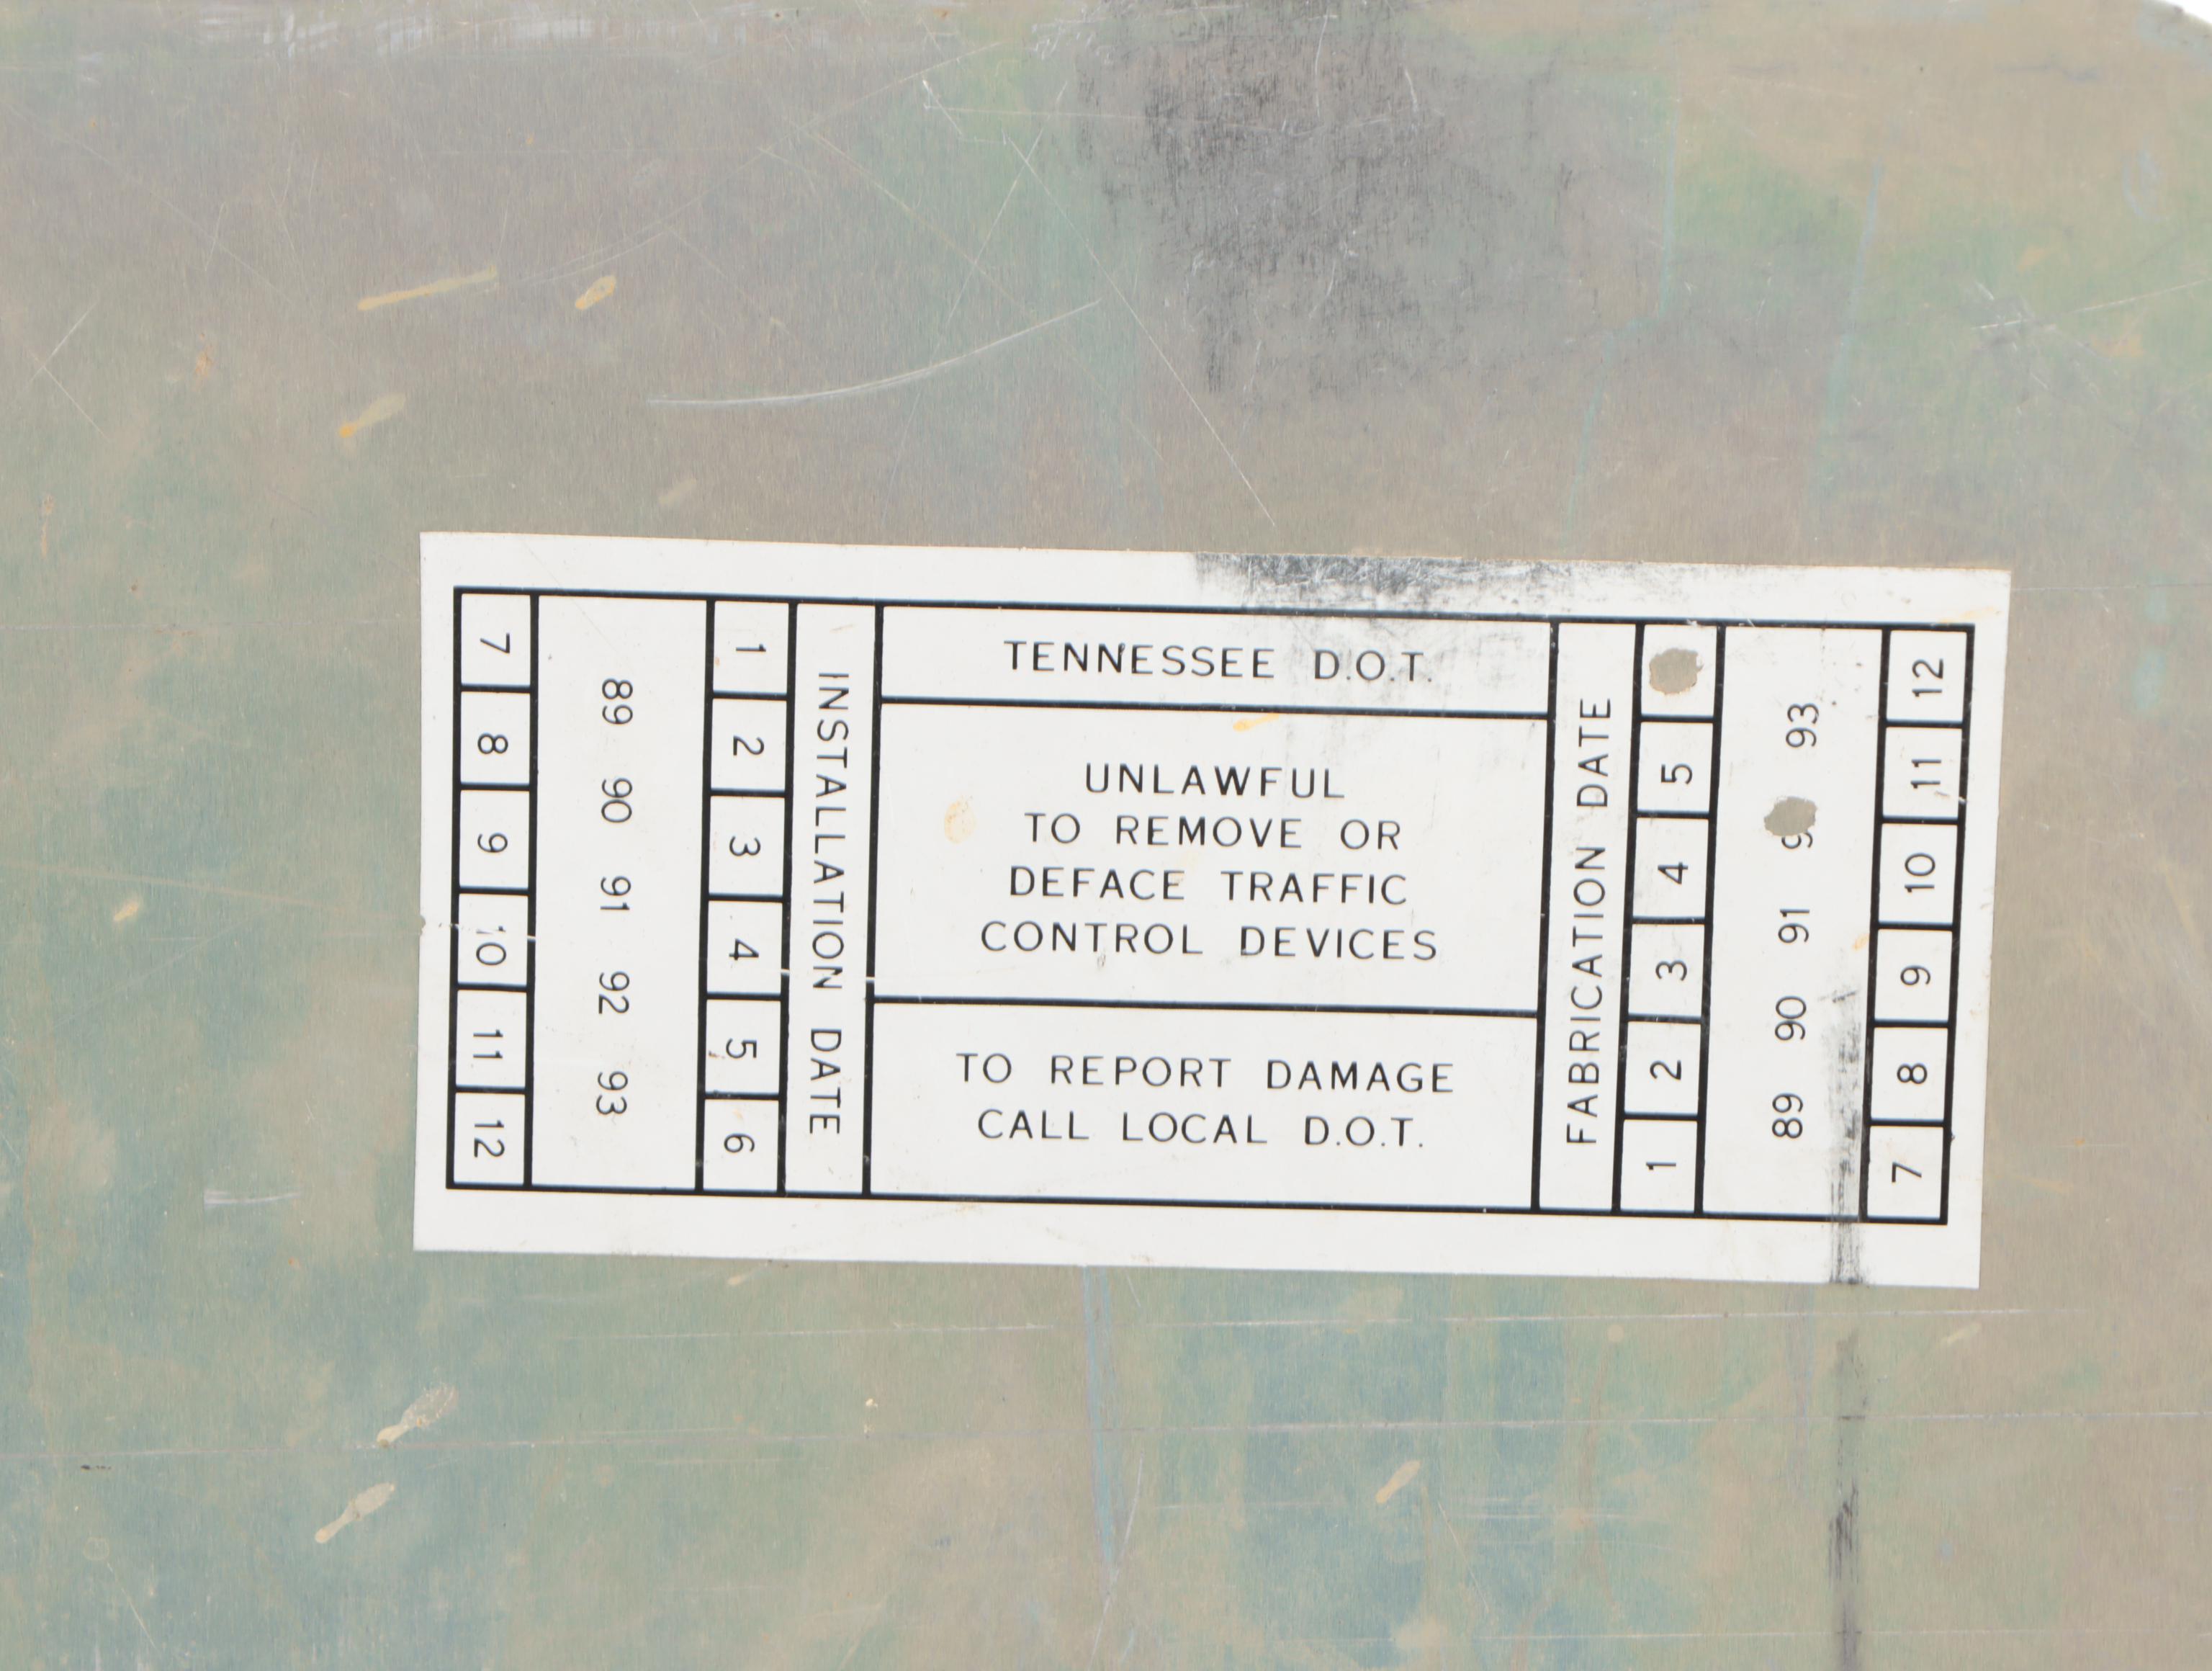 7 8 9 10 11 12
89 90 91 92 93
1 2 3 4 5 6
INSTALLATION DATE
TENNESSEE D.O.T.
UNLAWFUL
TO REMOVE OR
DEFACE TRAFFIC
CONTROL DEVICES
TO REPORT DAMAGE
CALL LOCAL D.O.T.
FABRICATION DATE
1 2 3 4 5
89 90 91 93
7 8 9 10 11 12